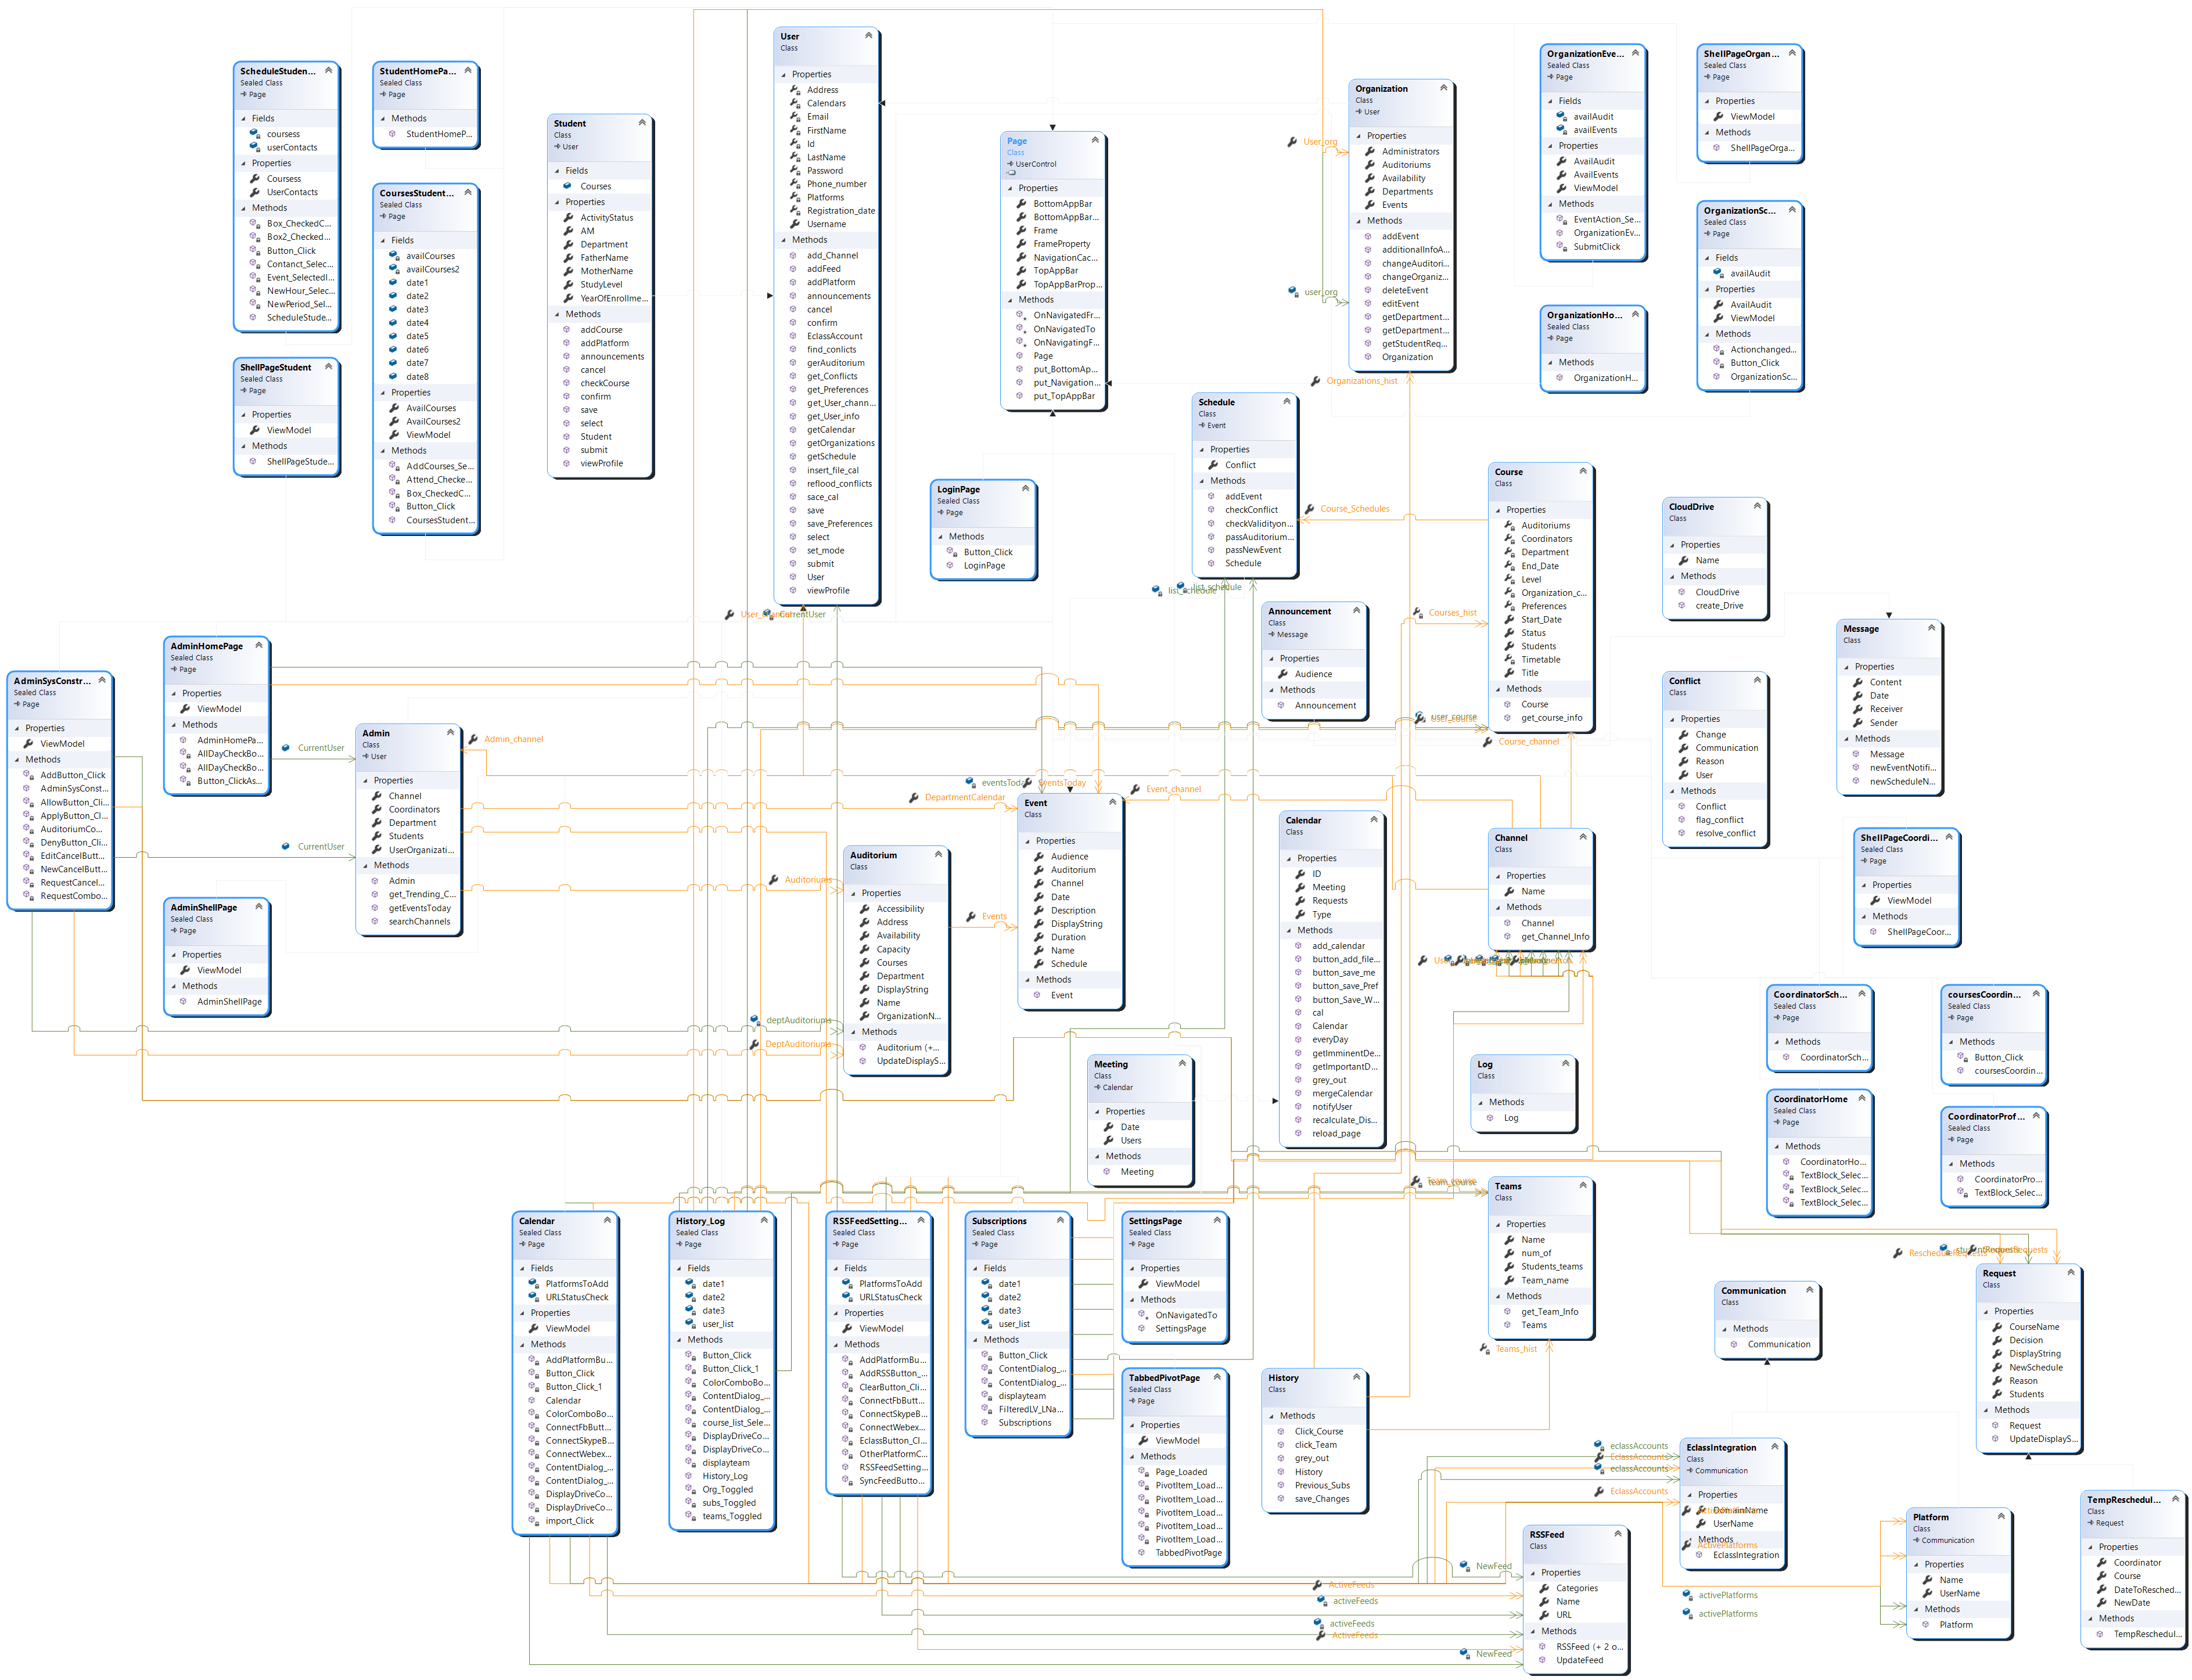 User
Class
Properties
Address
Calendars
Email
FirstName
Id
LastName
Password
Phone_number
Platforms
Registration_date
Username
Methods
add_Channel
addFeed
addPlatform
announcements
cancel
confirm
EclassAccount
find_conlicts
gerAuditorium
get_Conflicts
get_Preferences
get_User_chann...
get_User_info
getCalendar
getOrganizations
getSchedule
insert_file_cal
reflood_conflicts
sace_cal
save
save_Preferences
select
set_mode
submit
User
viewProfile
ScheduleStuden...
Sealed Class
Page
Fields
coursess
userContacts
Properties
Coursess
UserContacts
Methods
Box_CheckedC...
Box2_Checked...
Button_Click
Contanct_Selec...
Event_SelectedI...
NewHour_Selec...
NewPeriod_Sel...
ScheduleStude...
StudentHomePa...
Sealed Class
Page
Methods
StudentHomeP...
CoursesStudent...
Sealed Class
Page
Fields
availCourses
availCourses2
date1
date2
date3
date4
date5
date6
date7
date8
Properties
AvailCourses
AvailCourses2
ViewModel
Methods
AddCourses_Se...
Attend_Checke...
Box_CheckedC...
Button_Click
CoursesStudent...
ShellPageStudent
Sealed Class
Page
Properties
ViewModel
Methods
ShellPageStude...
Student
Class
User
Fields
Courses
Properties
ActivityStatus
AM
Department
FatherName
MotherName
StudyLevel
YearOfEnrollme...
Methods
addCourse
addPlatform
announcements
cancel
checkCourse
confirm
save
select
Student
submit
viewProfile
Page
Class
UserControl
Properties
BottomAppBar
BottomAppBar...
Frame
FrameProperty
NavigationCac...
TopAppBar
TopAppBarProp...
Methods
OnNavigatedFr...
OnNavigatedTo
OnNavigatingF...
Page
put_BottomAp...
put_Navigation...
put_TopAppBar
Organization
Class
User
Properties
Administrators
Auditoriums
Availability
Departments
Events
Methods
addEvent
additionalInfoA...
changeAuditori...
changeOrganiz...
deleteEvent
editEvent
getDepartment...
getDepartment...
getStudentReq...
Organization
User_org
user_org
Organizations_hist
OrganizationEve...
Sealed Class
Page
Fields
availAudit
availEvents
Properties
AvailAudit
AvailEvents
ViewModel
Methods
EventAction_Se...
OrganizationEv...
SubmitClick
ShellPageOrgan...
Sealed Class
Page
Properties
ViewModel
Methods
ShellPageOrga...
OrganizationSc...
Sealed Class
Page
Fields
availAudit
Properties
AvailAudit
ViewModel
Methods
Actionchanged...
Button_Click
OrganizationSc...
OrganizationHo...
Sealed Class
Page
Methods
OrganizationH...
LoginPage
Sealed Class
Page
Methods
Button_Click
LoginPage
Schedule
Class
Event
Properties
Conflict
Methods
addEvent
checkConflict
checkValidityon...
passAuditorium...
passNewEvent
Schedule
list_schedule
list_schedule
Course_Schedules
Courses_hist
Course
Class
Properties
Auditoriums
Coordinators
Department
End_Date
Level
Organization_c...
Preferences
Start_Date
Status
Students
Timetable
Title
Methods
Course
get_course_info
user_course
Course_channel
CloudDrive
Class
Properties
Name
Methods
CloudDrive
create_Drive
Message
Class
Properties
Content
Date
Receiver
Sender
Methods
Message
newEventNotifi...
newScheduleN...
Conflict
Class
Properties
Change
Communication
Reason
User
Methods
Conflict
flag_conflict
resolve_conflict
Announcement
Class
Message
Properties
Audience
Methods
Announcement
CurrentUser
AdminHomePage
Sealed Class
Page
Properties
ViewModel
Methods
AdminHomePa...
AllDayCheckBo...
AllDayCheckBo...
Button_ClickAs...
AdminSysConstr...
Sealed Class
Page
Properties
ViewModel
Methods
AddButton_Click
AdminSysConst...
AllowButton_Cli...
ApplyButton_Cl...
AuditoriumCo...
DenyButton_Cli...
EditCancelButt...
NewCancelButt...
RequestCancel...
RequestCombo...
CurrentUser
CurrentUser
Admin
Class
User
Properties
Channel
Coordinators
Department
Students
UserOrganizati...
Methods
Admin
get_Trending_C...
getEventsToday
searchChannels
Admin_channel
AdminShellPage
Sealed Class
Page
Properties
ViewModel
Methods
AdminShellPage
eventsToday
EventsToday
DepartmentCalendar
Event_channel
Event
Class
Properties
Audience
Auditorium
Channel
Date
Description
DisplayString
Duration
Name
Schedule
Methods
Event
Auditoriums
Events
deptAuditoriums
DeptAuditoriums
Auditorium
Class
Properties
Accessibility
Address
Availability
Capacity
Courses
Department
DisplayString
Name
OrganizationN...
Methods
Auditorium (+...
UpdateDisplayS...
Calendar
Class
Properties
ID
Meeting
Requests
Type
Methods
add_calendar
button_add_file...
button_save_me
button_save_Pref
button_Save_W...
cal
Calendar
everyDay
getImminentDe...
getImportantD...
grey_out
mergeCalendar
notifyUser
recalculate_Dis...
reload_page
Channel
Class
Properties
Name
Methods
Channel
get_Channel_Info
ShellPageCoordi...
Sealed Class
Page
Properties
ViewModel
Methods
ShellPageCoor...
CoordinatorSch...
Sealed Class
Page
Methods
CoordinatorSch...
coursesCoordin...
Sealed Class
Page
Methods
Button_Click
coursesCoordin...
CoordinatorHome
Sealed Class
Page
Methods
CoordinatorHo...
TextBlock_Selec...
TextBlock_Selec...
TextBlock_Selec...
CoordinatorProf...
Sealed Class
Page
Methods
CoordinatorPro...
TextBlock_Selec...
Meeting
Class
Calendar
Properties
Date
Users
Methods
Meeting
Log
Class
Methods
Log
team_course
Teams
Class
Properties
Name
num_of
Students_teams
Team_name
Methods
get_Team_Info
Teams
Teams_hist
Calendar
Sealed Class
Page
Fields
PlatformsToAdd
URLStatusCheck
Properties
ViewModel
Methods
AddPlatformBu...
Button_Click
Button_Click_1
Calendar
ColorComboBo...
ConnectFbButt...
ConnectSkypeB...
ConnectWebex...
ContentDialog_...
ContentDialog_...
DisplayDriveCo...
DisplayDriveCo...
import_Click
History_Log
Sealed Class
Page
Fields
date1
date2
date3
user_list
Methods
Button_Click
Button_Click_1
ColorComboBo...
ContentDialog_...
ContentDialog_...
course_list_Sele...
DisplayDriveCo...
DisplayDriveCo...
displayteam
History_Log
Org_Toggled
subs_Toggled
teams_Toggled
RSSFeedSetting...
Sealed Class
Page
Fields
PlatformsToAdd
URLStatusCheck
Properties
ViewModel
Methods
AddPlatformBu...
AddRSSButton_...
ClearButton_Cli...
ConnectFbButt...
ConnectSkypeB...
ConnectWebex...
EclassButton_Cl...
OtherPlatformC...
RSSFeedSetting...
SyncFeedButto...
Subscriptions
Sealed Class
Page
Fields
date1
date2
date3
user_list
Methods
Button_Click
ContentDialog_...
ContentDialog_...
displayteam
FilteredLV_LNa...
Subscriptions
SettingsPage
Sealed Class
Page
Properties
ViewModel
Methods
OnNavigatedTo
SettingsPage
TabbedPivotPage
Sealed Class
Page
Properties
ViewModel
Methods
Page_Loaded
PivotItem_Load...
PivotItem_Load...
PivotItem_Load...
PivotItem_Load...
PivotItem_Load...
TabbedPivotPage
History
Class
Methods
Click_Course
click_Team
grey_out
History
Previous_Subs
save_Changes
Communication
Class
Methods
Communication
Request
Class
Properties
CourseName
Decision
DisplayString
NewSchedule
Reason
Students
Methods
Request
UpdateDisplayS...
eclassAccounts
EclassAccounts
eclassAccounts
EclassAccounts
EclassIntegration
Class
Communication
Properties
DomainName
UserName
Methods
EclassIntegration
ActivePlatforms
activePlatforms
activePlatforms
Platform
Class
Communication
Properties
Name
UserName
Methods
Platform
TempReschedul...
Class
Request
Properties
Coordinator
Course
DateToResched...
NewDate
Methods
TempReschedul...
NewFeed
ActiveFeeds
activeFeeds
activeFeeds
ActiveFeeds
NewFeed
RSSFeed
Class
Properties
Categories
Name
URL
Methods
RSSFeed (+ 2 o...
UpdateFeed